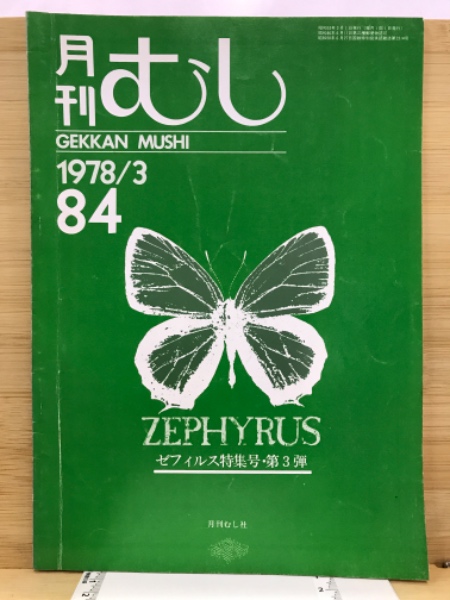 月刊むし
GEKKAN MUSHI
1978/3
84
ZEPHYRUS
ゼフィルス特集号・第3弾
月刊むし社